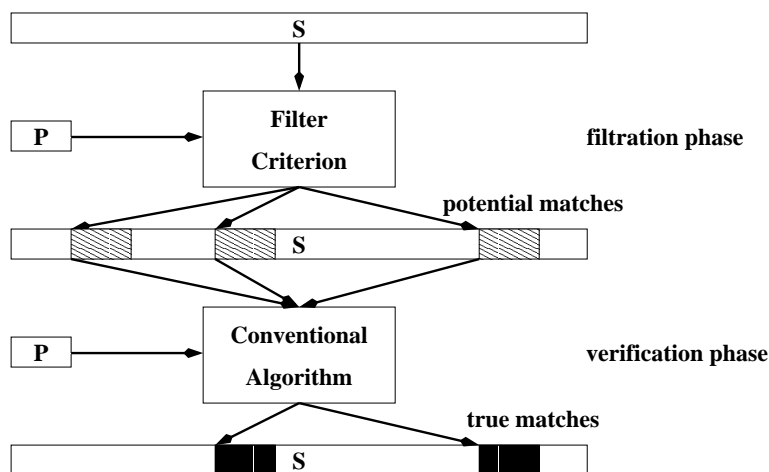 S
Filter
P
filtration phase
Criterion
potential matches
S
Conventional
P
verification phase
Algorithm
true matches
S